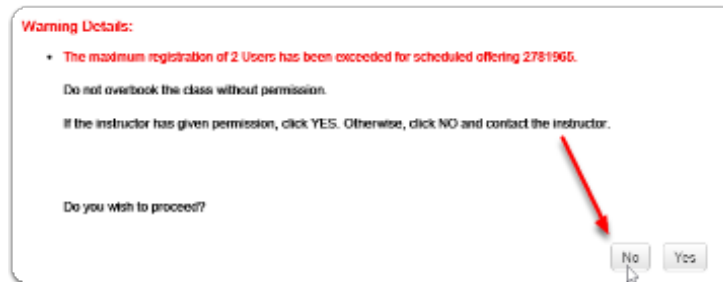 Warning Details:
• The maximum registration of 2 Users has been exceeded for scheduled offering 2781965.
Do not overbook the class without permission.
If the instructor has given permission, click YES. Otherwise, click NO and contact the instructor.
Do you wish to proceed?
No Yes